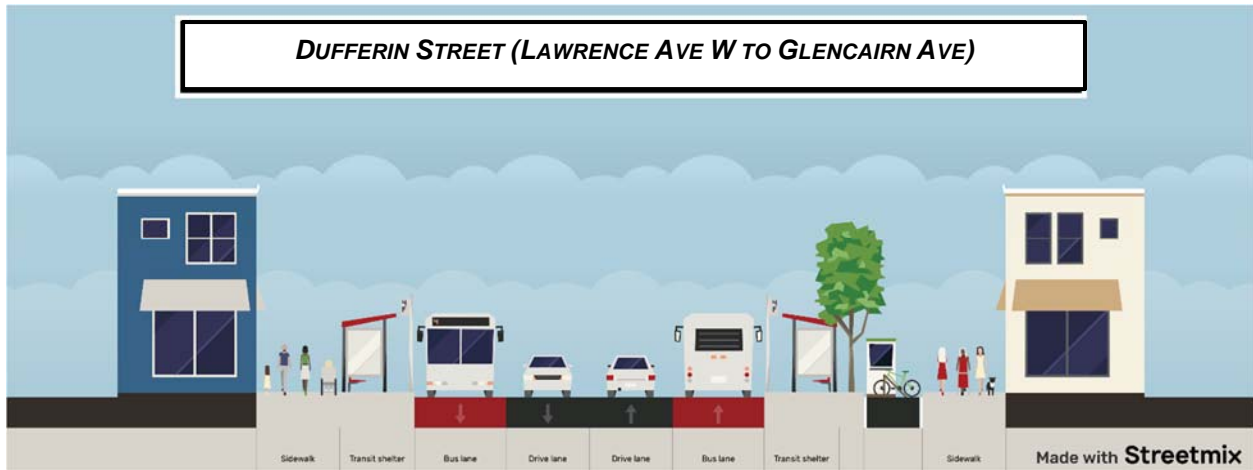 DUFFERIN STREET (LAWRENCE AVE W TO GLENCAIRN AVE)
Sidewalk
Transit shelter
Bus lane
Drive lane
Drive lane
Bus lane
Transit shelter
Sidewalk
Made with Streetmix